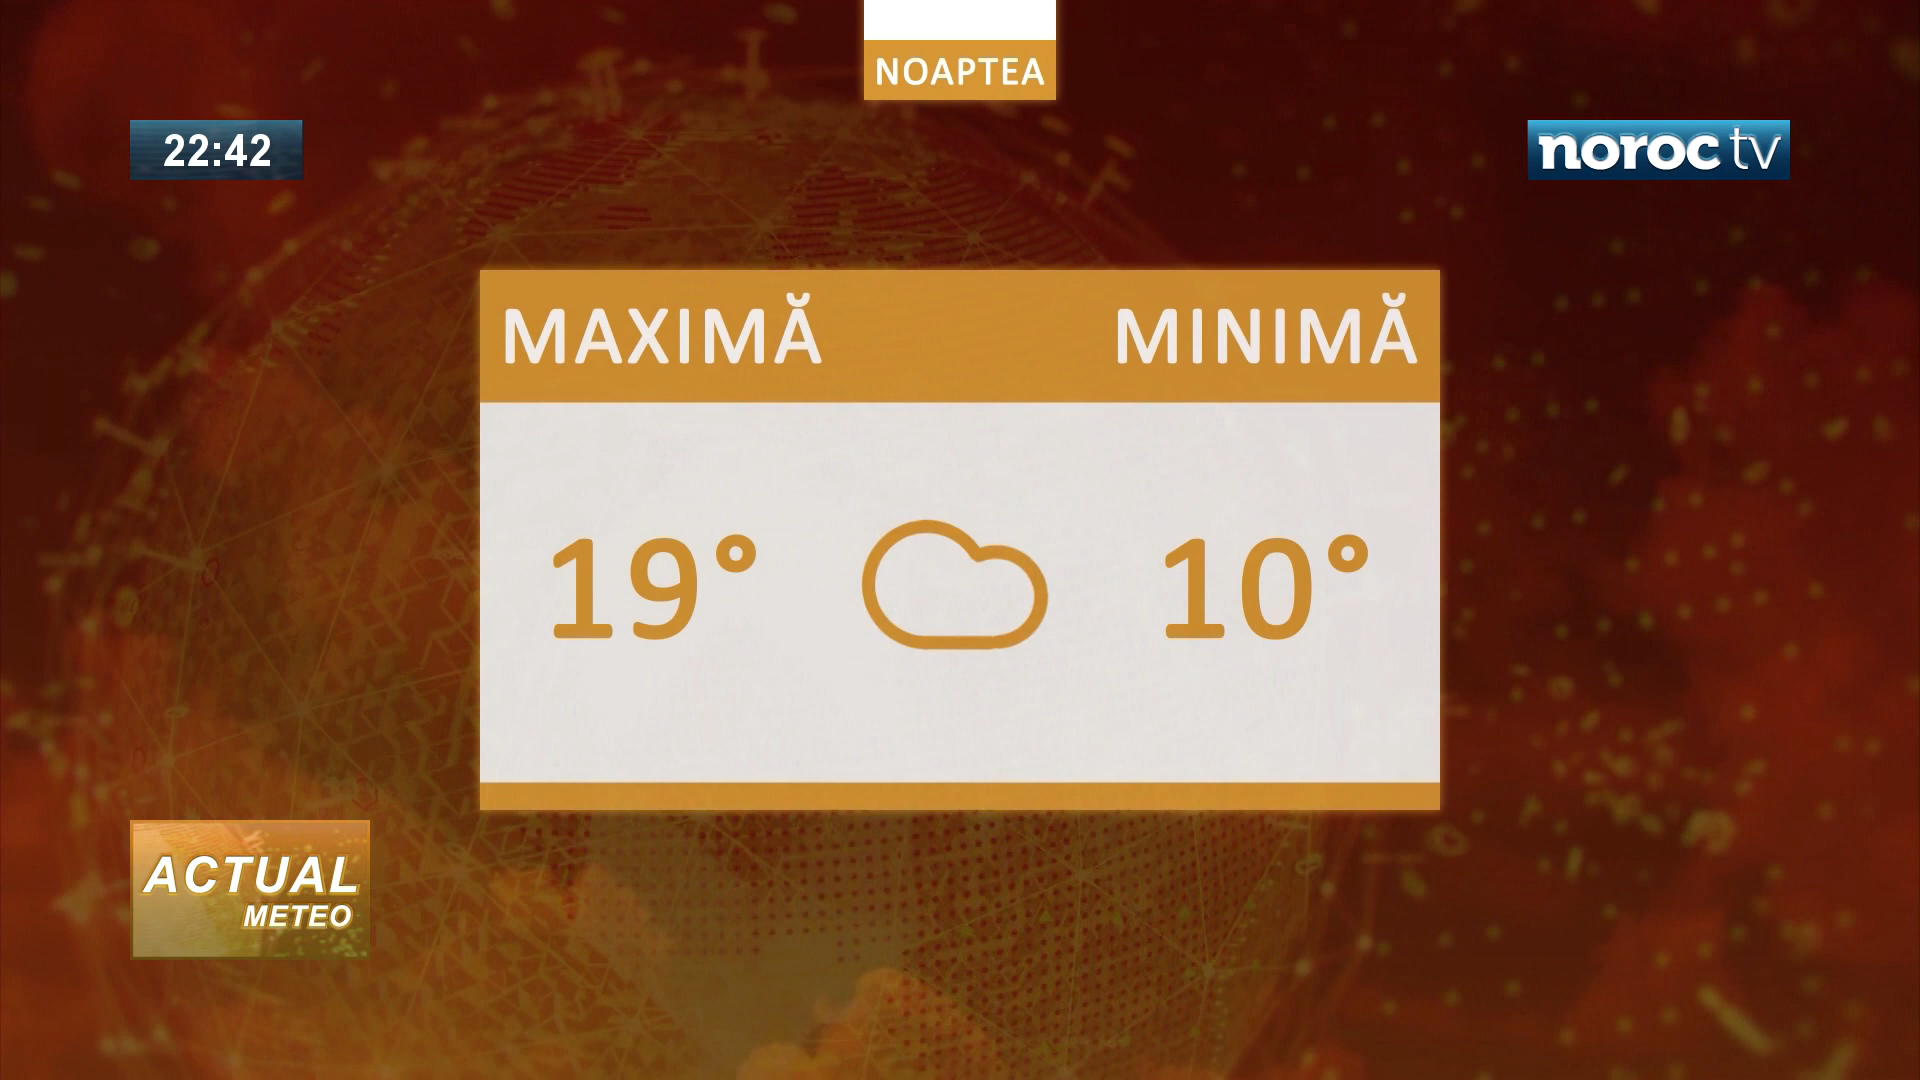 NOAPTEA
22:42
noroc tv
MAXIMĂ MINIMĂ
19° 10°
ACTUAL
METEO